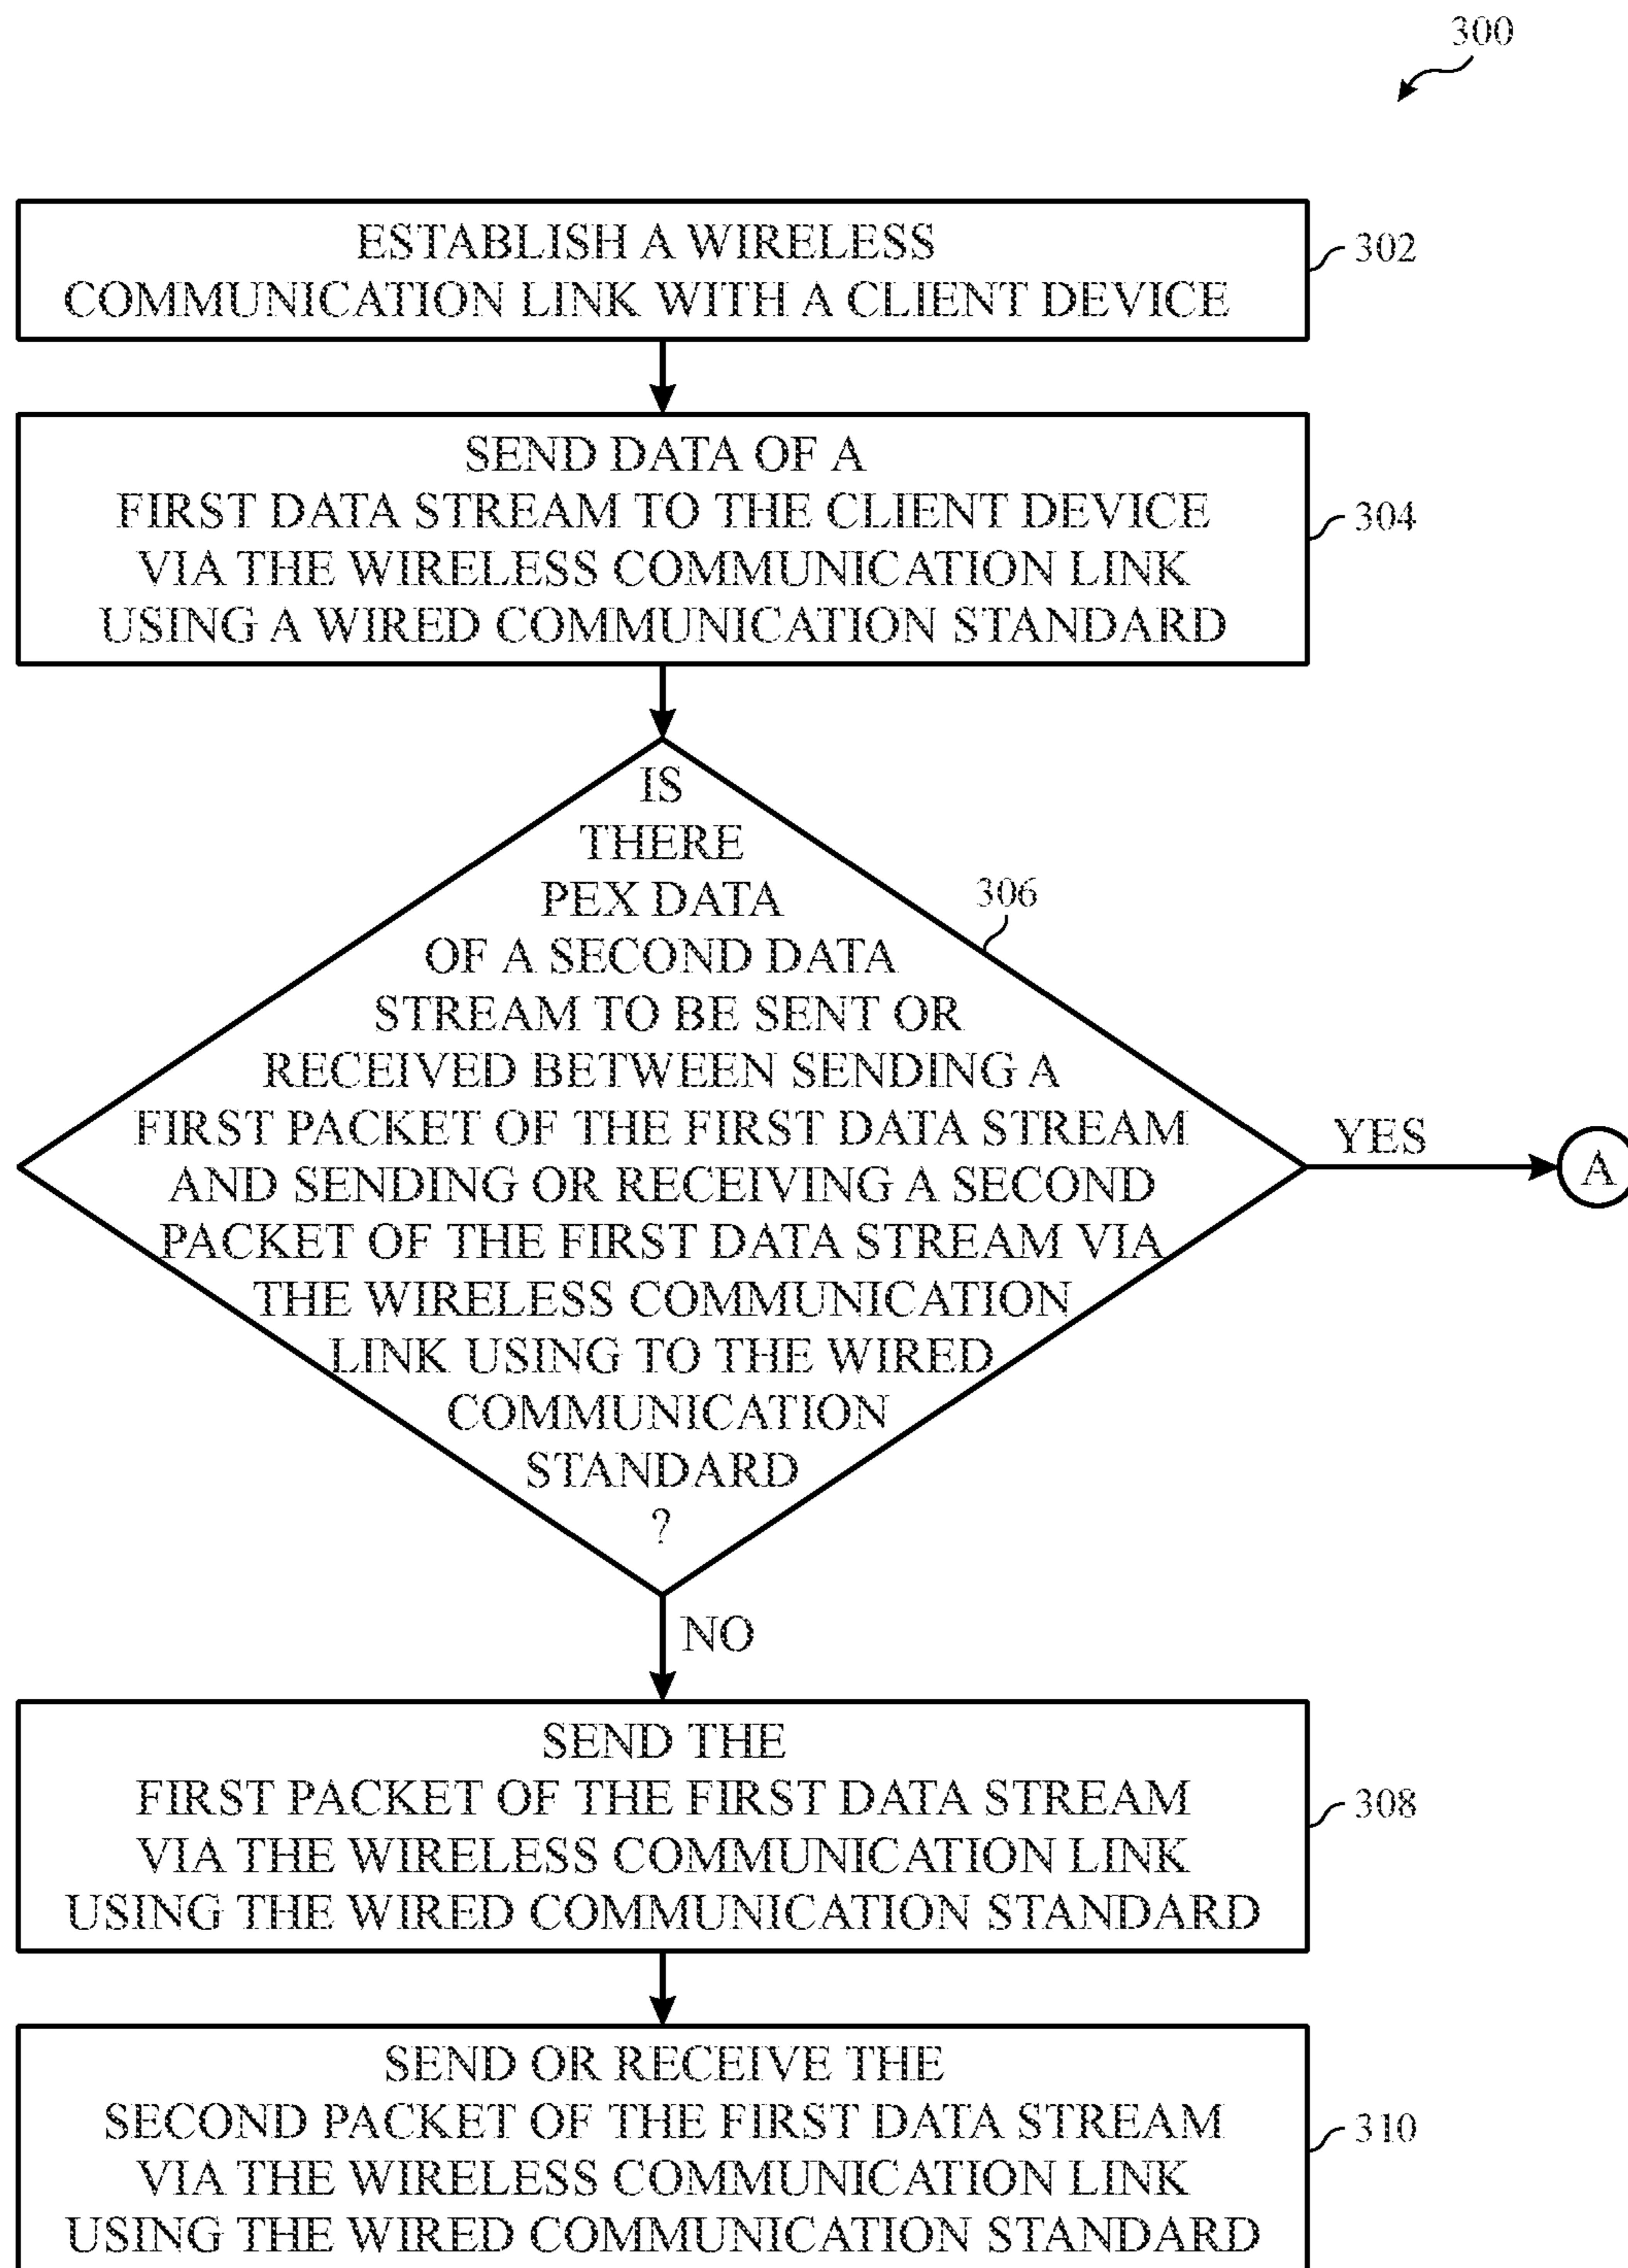 300
ESTABLISH A WIRELESS
COMMUNICATION LINK WITH A CLIENT DEVICE
302
SEND DATA OF A
FIRST DATA STREAM TO THE CLIENT DEVICE
VIA THE WIRELESS COMMUNICATION LINK
USING A WIRED COMMUNICATION STANDARD
304
IS
THERE
PEX DATA
OF A SECOND DATA
STREAM TO BE SENT OR
RECEIVED BETWEEN SENDING A
FIRST PACKET OF THE FIRST DATA STREAM
AND SENDING OR RECEIVING A SECOND
PACKET OF THE FIRST DATA STREAM VIA
THE WIRELESS COMMUNICATION
LINK USING TO THE WIRED
COMMUNICATION
STANDARD
?
306
YES
A
NO
SEND THE
FIRST PACKET OF THE FIRST DATA STREAM
VIA THE WIRELESS COMMUNICATION LINK
USING THE WIRED COMMUNICATION STANDARD
308
SEND OR RECEIVE THE
SECOND PACKET OF THE FIRST DATA STREAM
VIA THE WIRELESS COMMUNICATION LINK
USING THE WIRED COMMUNICATION STANDARD
310